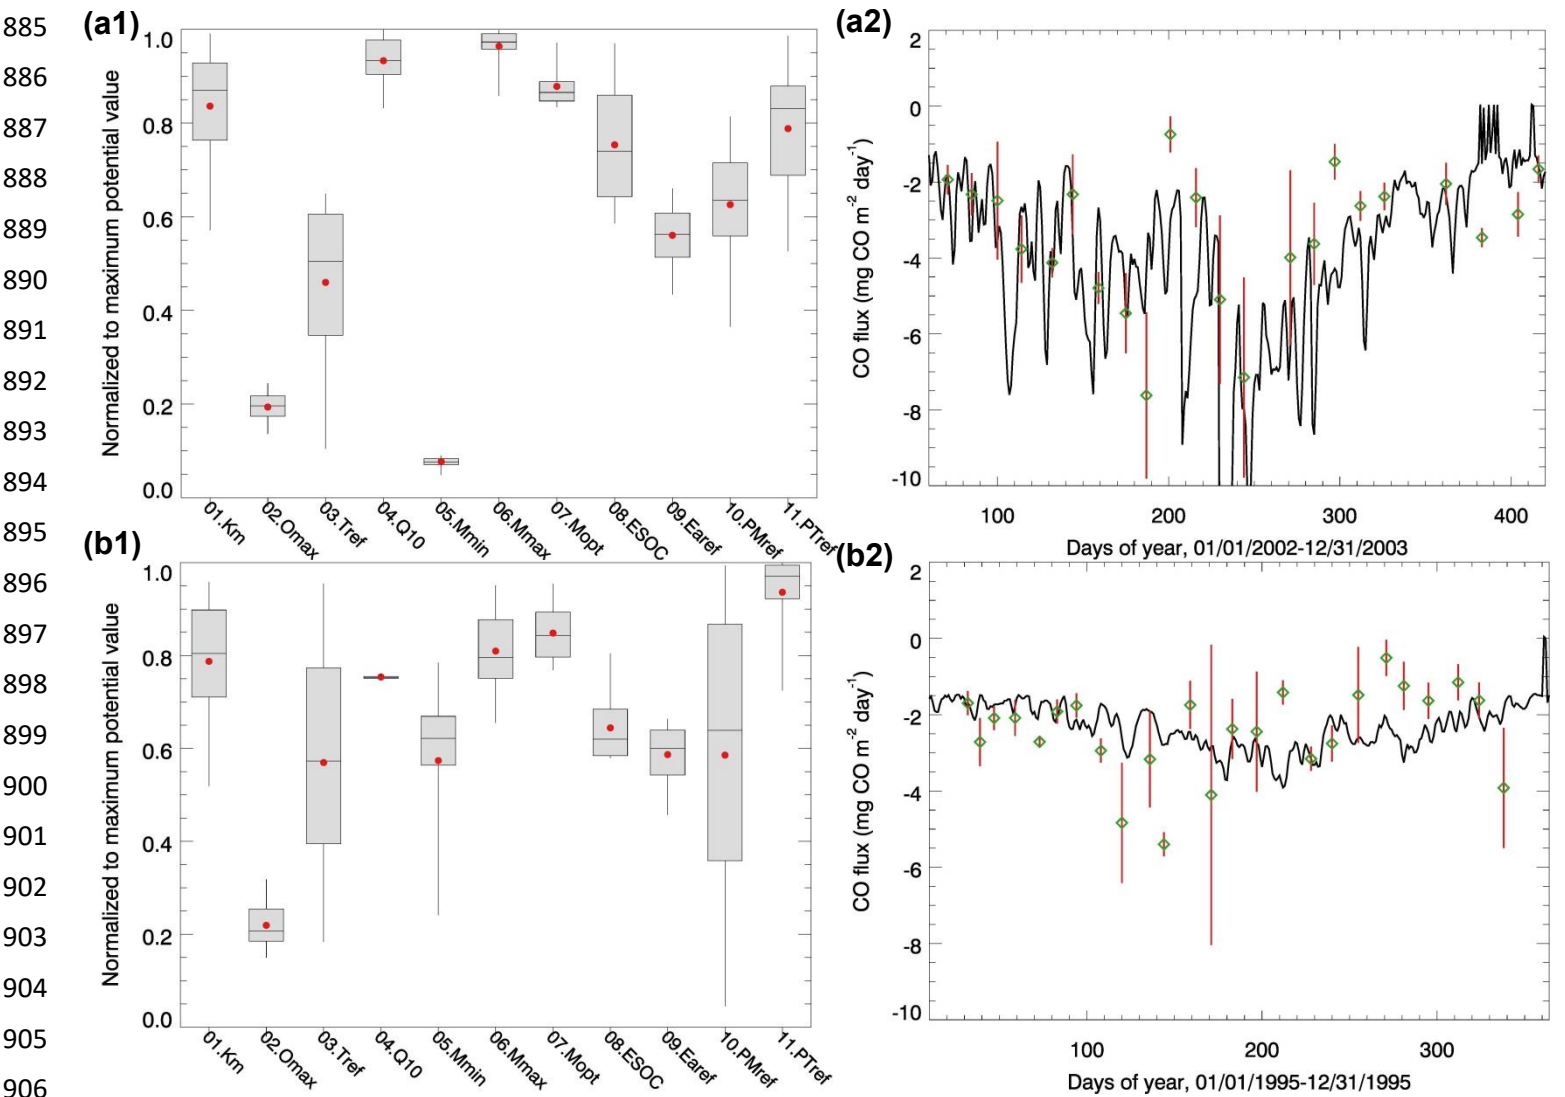 885
886
887
888
889
890
891
892
893
894
895
896
897
898
899
900
901
902
903
904
905
906
(a1)
Normalized to maximum potential value
1.0
0.8
0.6
0.4
0.2
0.0
01.Km
02.Omax
03.Tref
04.Q10
05.Mmin
06.Mmax
07.Mopt
08.ESOC
09.Earef
10.PMref
11.PTref
(a2)
CO flux (mg CO m⁻² day⁻¹)
2
0
-2
-4
-6
-8
-10
100
200
300
400
Days of year, 01/01/2002-12/31/2003
(b1)
Normalized to maximum potential value
1.0
0.8
0.6
0.4
0.2
0.0
01.Km
02.Omax
03.Tref
04.Q10
05.Mmin
06.Mmax
07.Mopt
08.ESOC
09.Earef
10.PMref
11.PTref
(b2)
CO flux (mg CO m⁻² day⁻¹)
2
0
-2
-4
-6
-8
-10
100
200
300
Days of year, 01/01/1995-12/31/1995